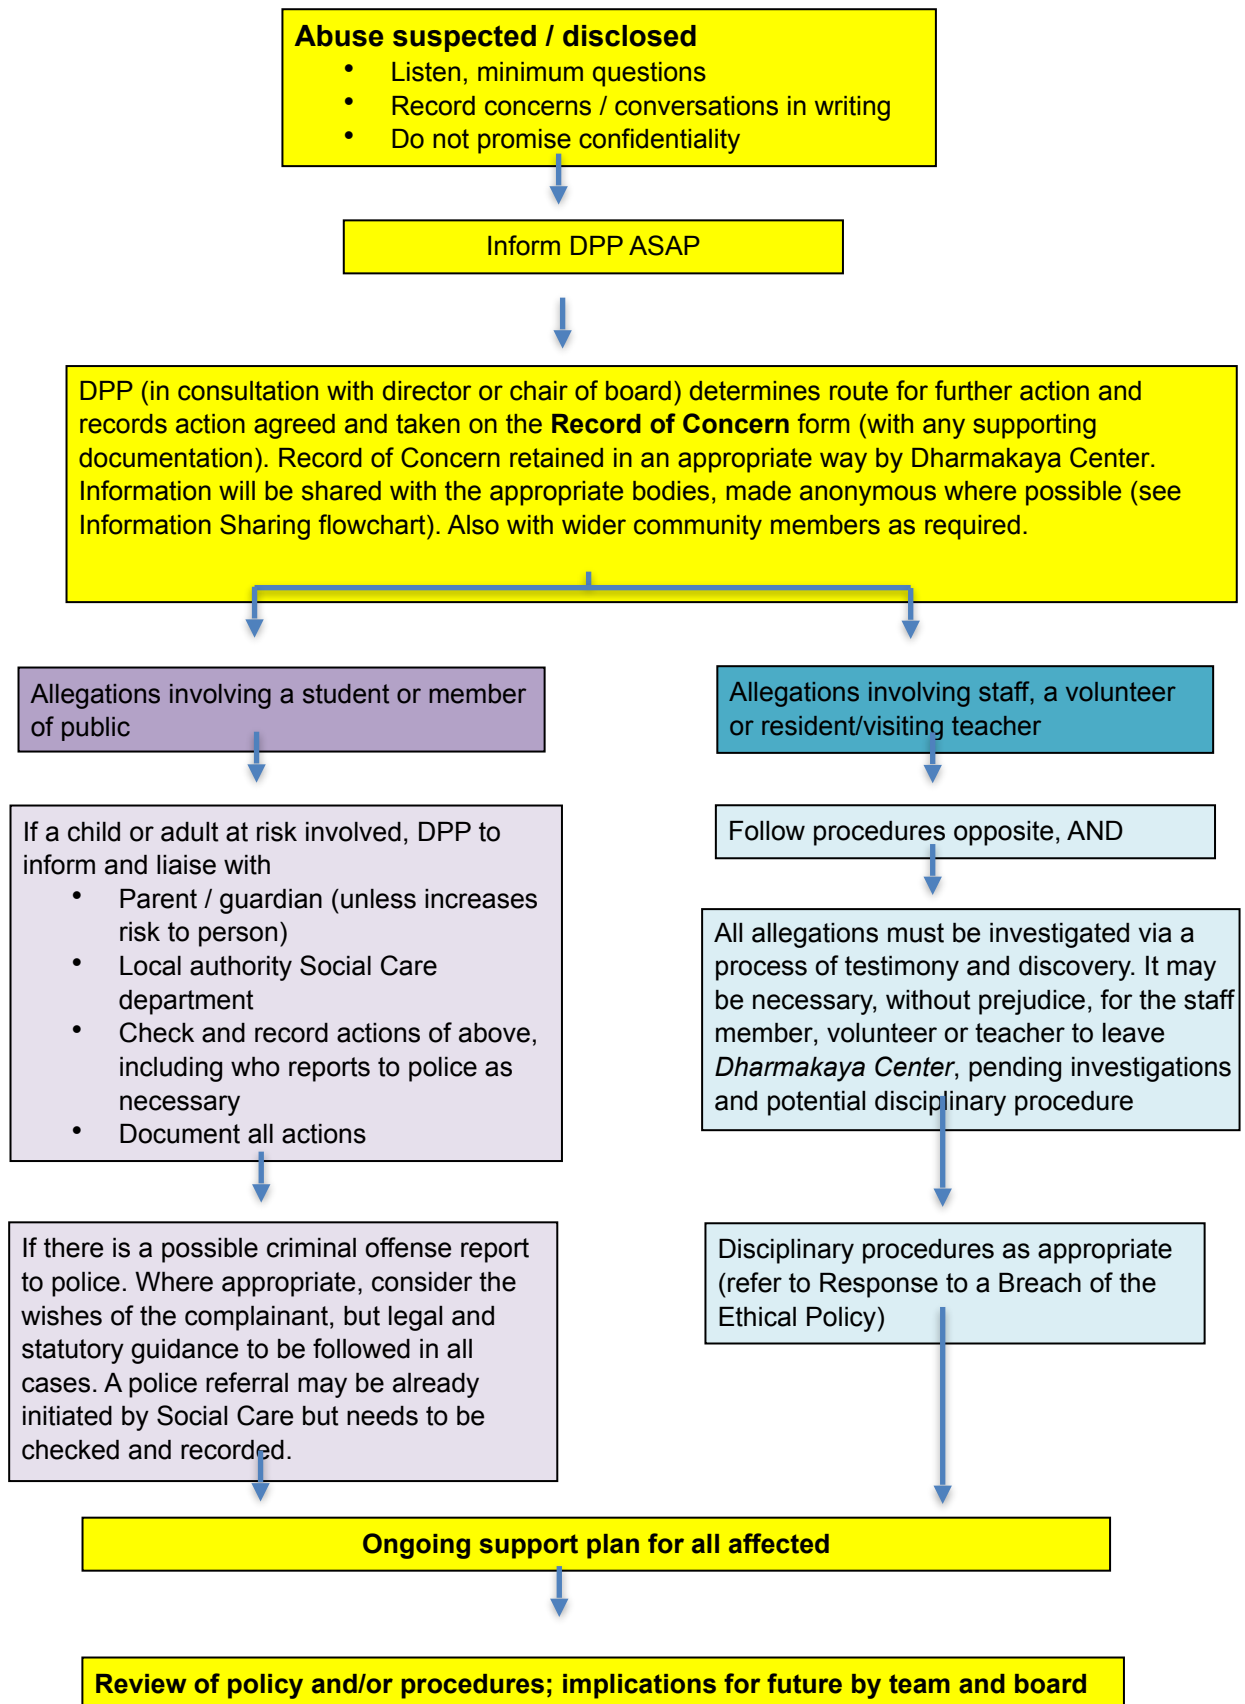 Abuse suspected / disclosed
• Listen, minimum questions
• Record concerns / conversations in writing
• Do not promise confidentiality
Inform DPP ASAP
DPP (in consultation with director or chair of board) determines route for further action and
records action agreed and taken on the Record of Concern form (with any supporting
documentation). Record of Concern retained in an appropriate way by Dharmakaya Center.
Information will be shared with the appropriate bodies, made anonymous where possible (see
Information Sharing flowchart). Also with wider community members as required.
Allegations involving a student or member
of public
If a child or adult at risk involved, DPP to
inform and liaise with
• Parent / guardian (unless increases
risk to person)
• Local authority Social Care
department
• Check and record actions of above,
including who reports to police as
necessary
• Document all actions
If there is a possible criminal offense report
to police. Where appropriate, consider the
wishes of the complainant, but legal and
statutory guidance to be followed in all
cases. A police referral may be already
initiated by Social Care but needs to be
checked and recorded.
Allegations involving staff, a volunteer
or resident/visiting teacher
Follow procedures opposite, AND
All allegations must be investigated via a
process of testimony and discovery. It may
be necessary, without prejudice, for the staff
member, volunteer or teacher to leave
Dharmakaya Center, pending investigations
and potential disciplinary procedure
Disciplinary procedures as appropriate
(refer to Response to a Breach of the
Ethical Policy)
Ongoing support plan for all affected
Review of policy and/or procedures; implications for future by team and board